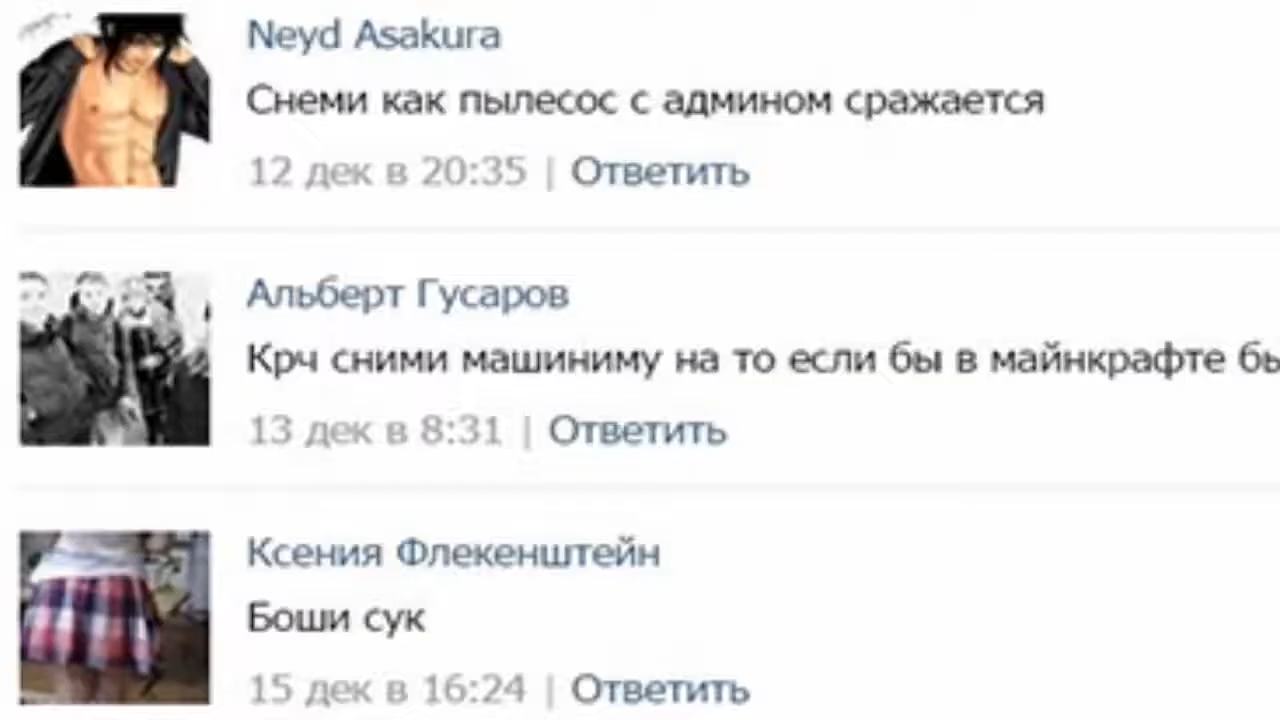 Neyd Asakura
Снеми как пылесос с админом сражается
12 дек в 20:35 | Ответить
Альберт Гусаров
Крч сними машиниму на то если бы в майнкрафте бы
13 дек в 8:31 | Ответить
Ксения Флекенштейн
Боши сук
15 дек в 16:24 | Ответить